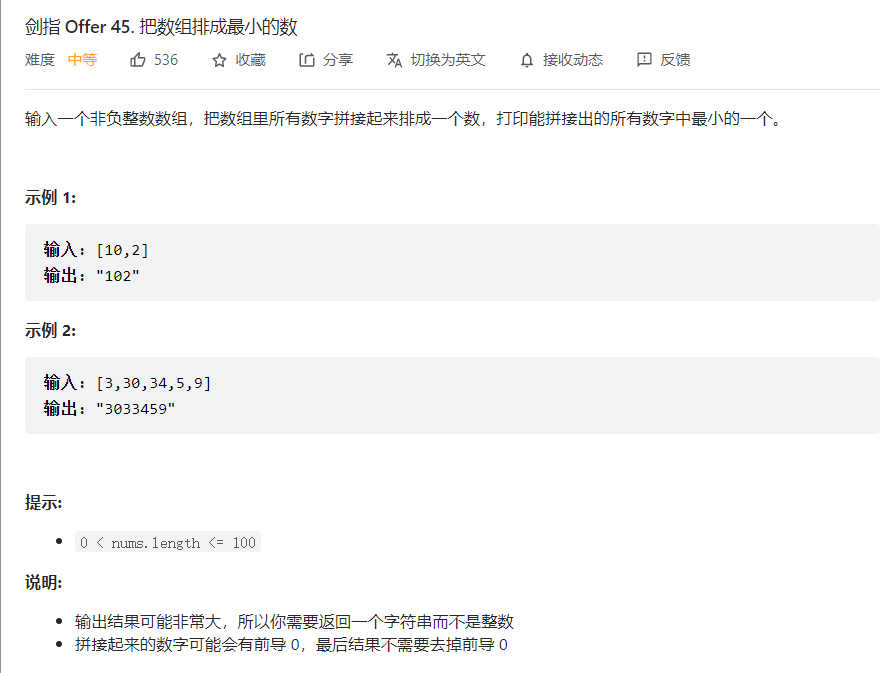 剑指 Offer 45. 把数组排成最小的数
难度 中等 536 收藏 分享 切换为英文 接收动态 反馈
输入一个非负整数数组，把数组里所有数字拼接起来排成一个数，打印能拼接出的所有数字中最小的一个。
示例 1:
输入: [10,2]
输出: "102"
示例 2:
输入: [3,30,34,5,9]
输出: "3033459"
提示:
• 0 < nums.length <= 100
说明:
• 输出结果可能非常大，所以你需要返回一个字符串而不是整数
• 拼接起来的数字可能会有前导 0，最后结果不需要去掉前导 0